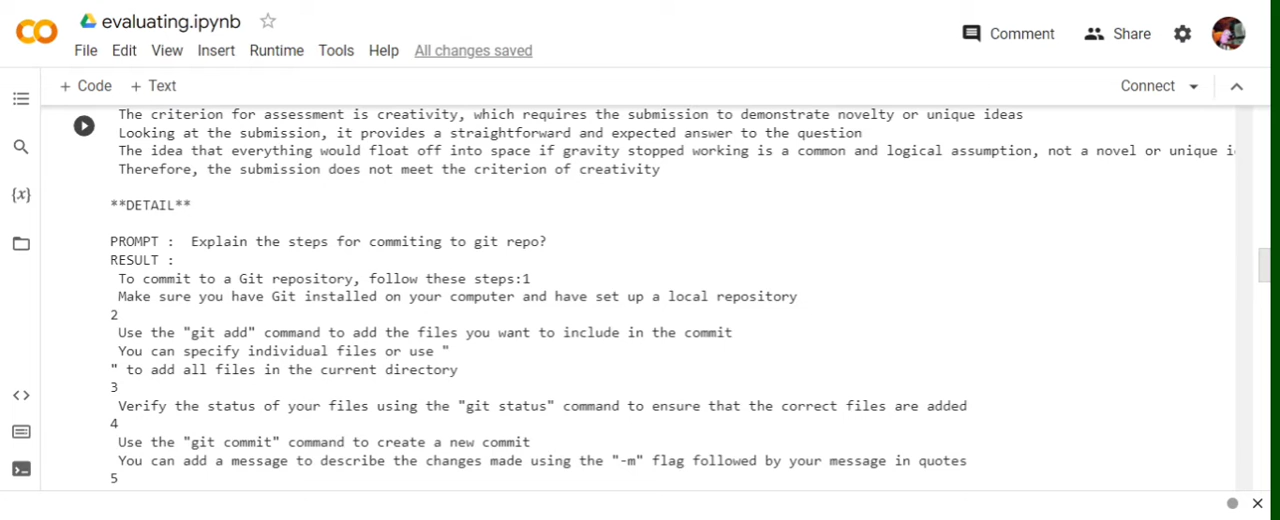 evaluating.ipynb
File Edit View Insert Runtime Tools Help All changes saved
Comment Share
+ Code + Text
Connect
The criterion for assessment is creativity, which requires the submission to demonstrate novelty or unique ideas
Looking at the submission, it provides a straightforward and expected answer to the question
The idea that everything would float off into space if gravity stopped working is a common and logical assumption, not a novel or unique i
Therefore, the submission does not meet the criterion of creativity
**DETAIL**
PROMPT : Explain the steps for commiting to git repo?
RESULT :
To commit to a Git repository, follow these steps:1
Make sure you have Git installed on your computer and have set up a local repository
2
Use the "git add" command to add the files you want to include in the commit
You can specify individual files or use "
" to add all files in the current directory
3
Verify the status of your files using the "git status" command to ensure that the correct files are added
4
Use the "git commit" command to create a new commit
You can add a message to describe the changes made using the "-m" flag followed by your message in quotes
5